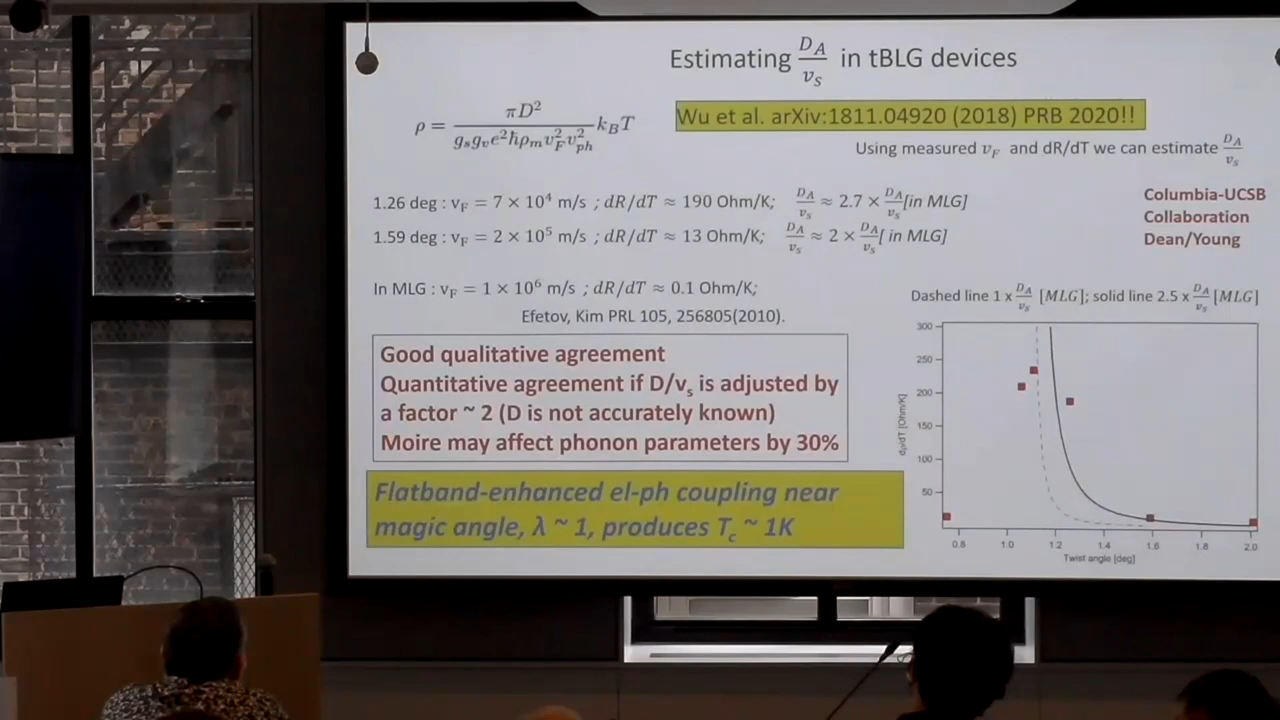 Estimating D_A/v_S in tBLG devices
ρ = πD²/(g_s g_v e² ħ ρ_m v_F² v_ph²) k_B T
Wu et al. arXiv:1811.04920 (2018) PRB 2020!!
Using measured v_F and dR/dT we can estimate D_A/v_S
1.26 deg : v_F = 7 × 10⁴ m/s ; dR/dT ≈ 190 Ohm/K; D_A/v_S ≈ 2.7 × D_A/v_S [in MLG]
1.59 deg : v_F = 2 × 10⁵ m/s ; dR/dT ≈ 13 Ohm/K; D_A/v_S ≈ 2 × D_A/v_S [ in MLG]
Columbia-UCSB
Collaboration
Dean/Young
In MLG : v_F = 1 × 10⁶ m/s ; dR/dT ≈ 0.1 Ohm/K;
Efetov, Kim PRL 105, 256805(2010).
Good qualitative agreement
Quantitative agreement if D/v_s is adjusted by
a factor ~ 2 (D is not accurately known)
Moire may affect phonon parameters by 30%
Flatband-enhanced el-ph coupling near
magic angle, λ ~ 1, produces T_c ~ 1K
Dashed line 1 x D_A/v_S [MLG]; solid line 2.5 x D_A/v_S [MLG]
300
250
200
150
100
50
dρ/dT [Ohm/K]
0.8 1.0 1.2 1.4 1.6 1.8 2.0
Twist angle [deg]